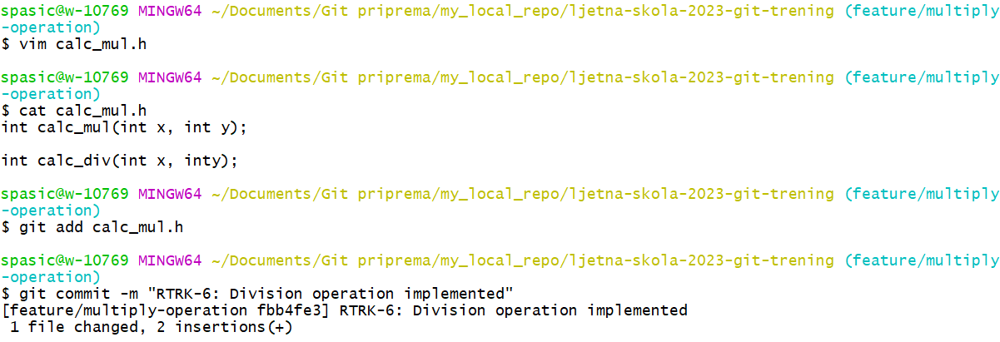 spasic@w-10769 MINGW64 ~/Documents/Git priprema/my_local_repo/ljetna-skola-2023-git-trening (feature/multiply
-operation)
$ vim calc_mul.h
spasic@w-10769 MINGW64 ~/Documents/Git priprema/my_local_repo/ljetna-skola-2023-git-trening (feature/multiply
-operation)
$ cat calc_mul.h
int calc_mul(int x, int y);
int calc_div(int x, inty);
spasic@w-10769 MINGW64 ~/Documents/Git priprema/my_local_repo/ljetna-skola-2023-git-trening (feature/multiply
-operation)
$ git add calc_mul.h
spasic@w-10769 MINGW64 ~/Documents/Git priprema/my_local_repo/ljetna-skola-2023-git-trening (feature/multiply
-operation)
$ git commit -m "RTRK-6: Division operation implemented"
[feature/multiply-operation fbb4fe3] RTRK-6: Division operation implemented
 1 file changed, 2 insertions(+)